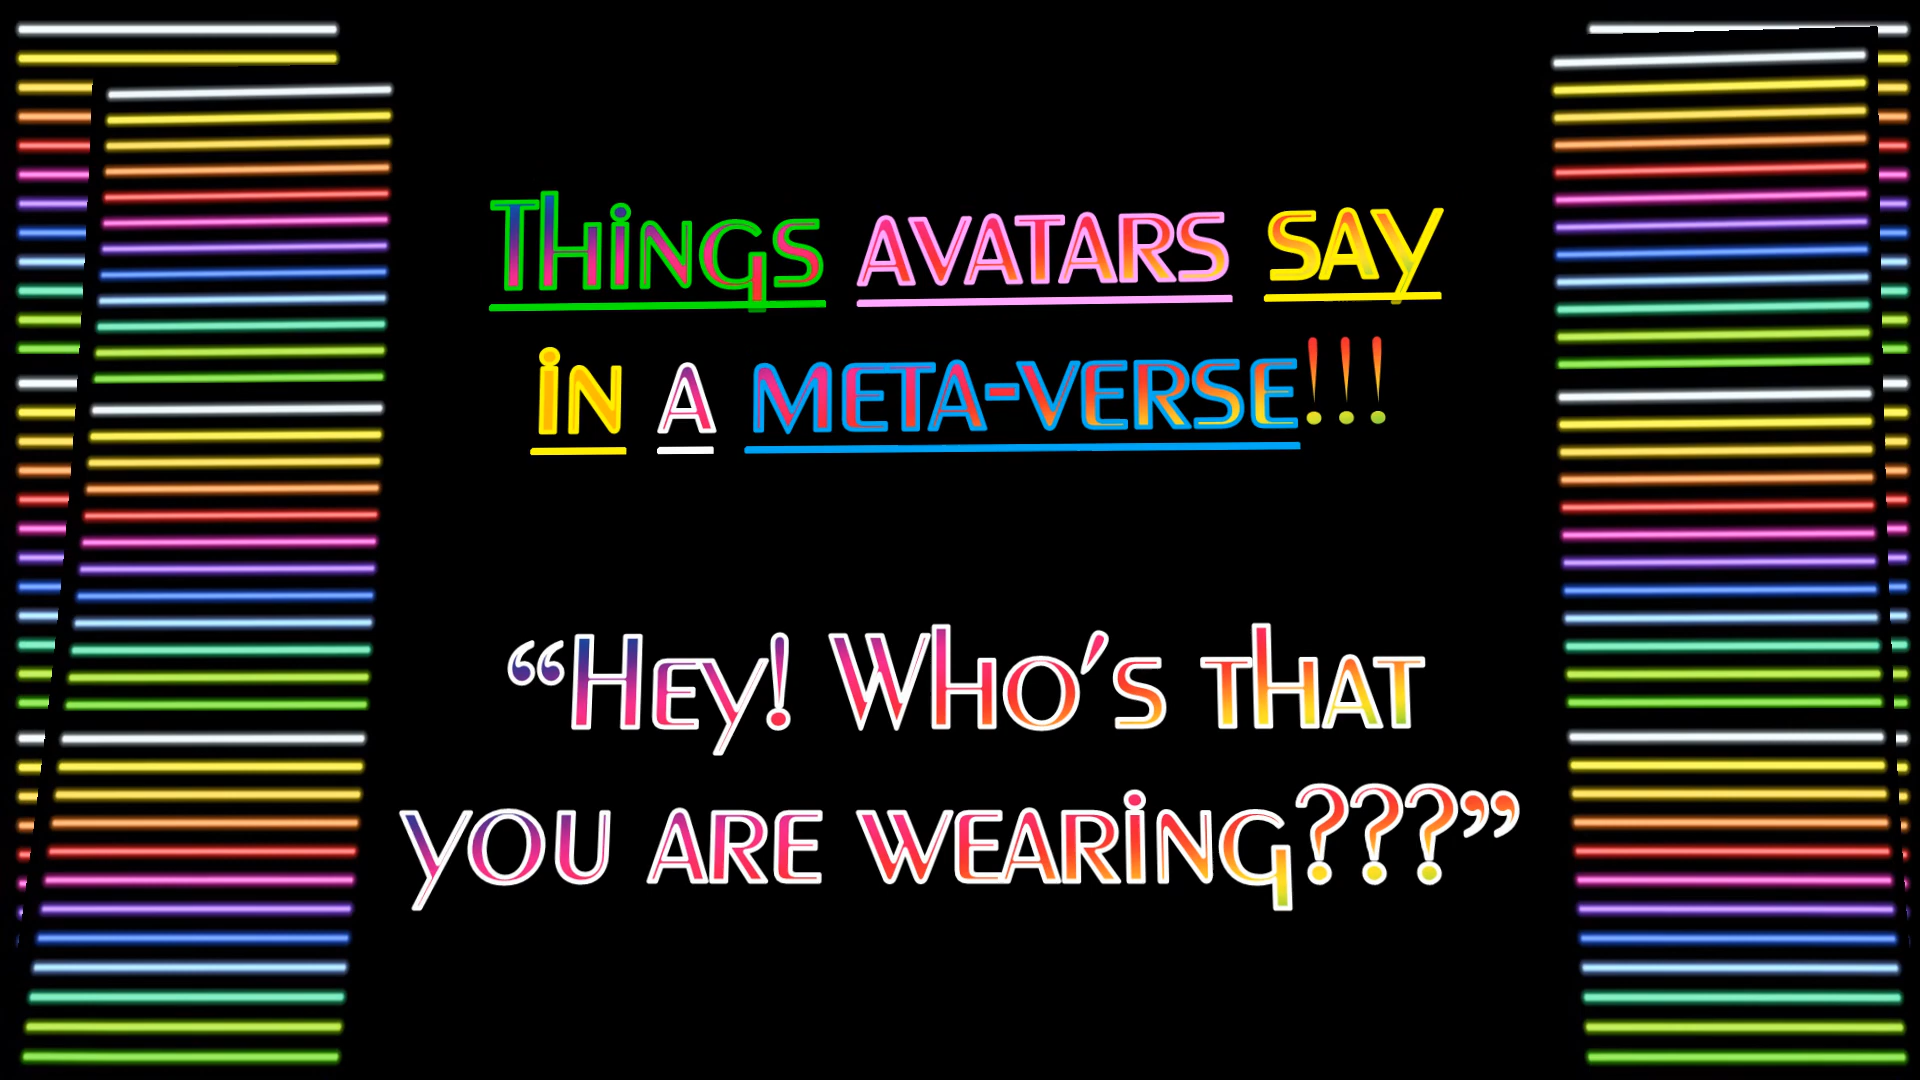 Things avatars say
in a meta-verse!!!
“Hey! Who’s that
you are wearing???”